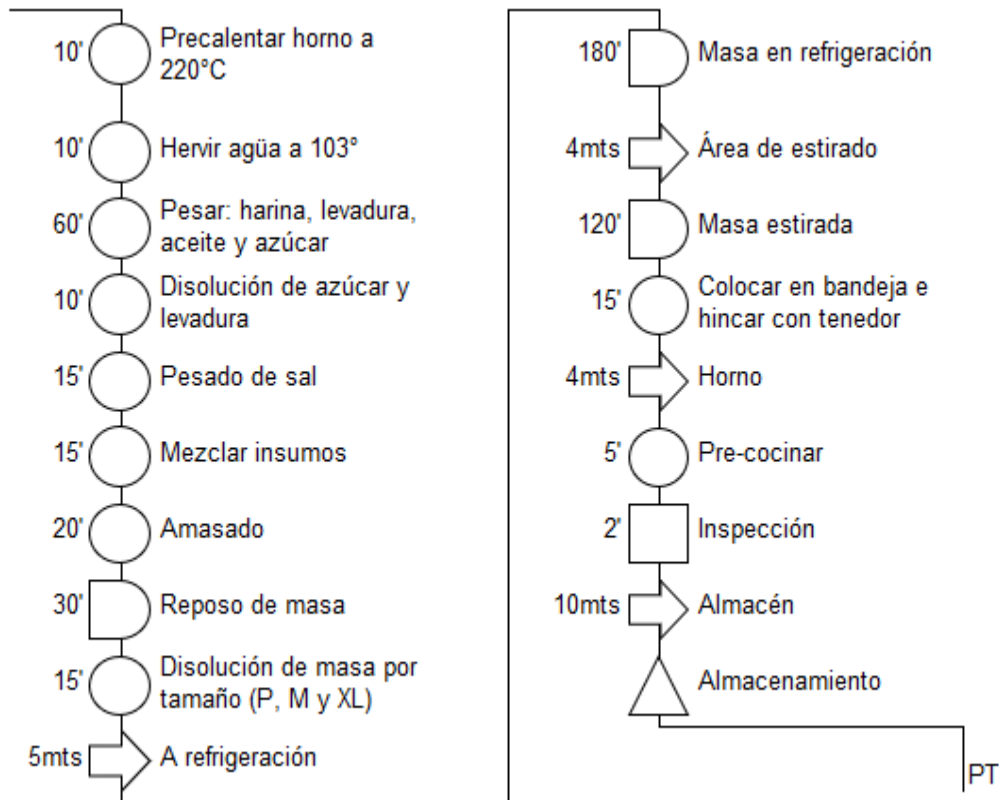 10' Precalentar horno a
220°C
10' Hervir agüa a 103°
60' Pesar: harina, levadura,
aceite y azúcar
10' Disolución de azúcar y
levadura
15' Pesado de sal
15' Mezclar insumos
20' Amasado
30' Reposo de masa
15' Disolución de masa por
tamaño (P, M y XL)
5mts A refrigeración
180' Masa en refrigeración
4mts Área de estirado
120' Masa estirada
15' Colocar en bandeja e
hincar con tenedor
4mts Horno
5' Pre-cocinar
2' Inspección
10mts Almacén
Almacenamiento
PT